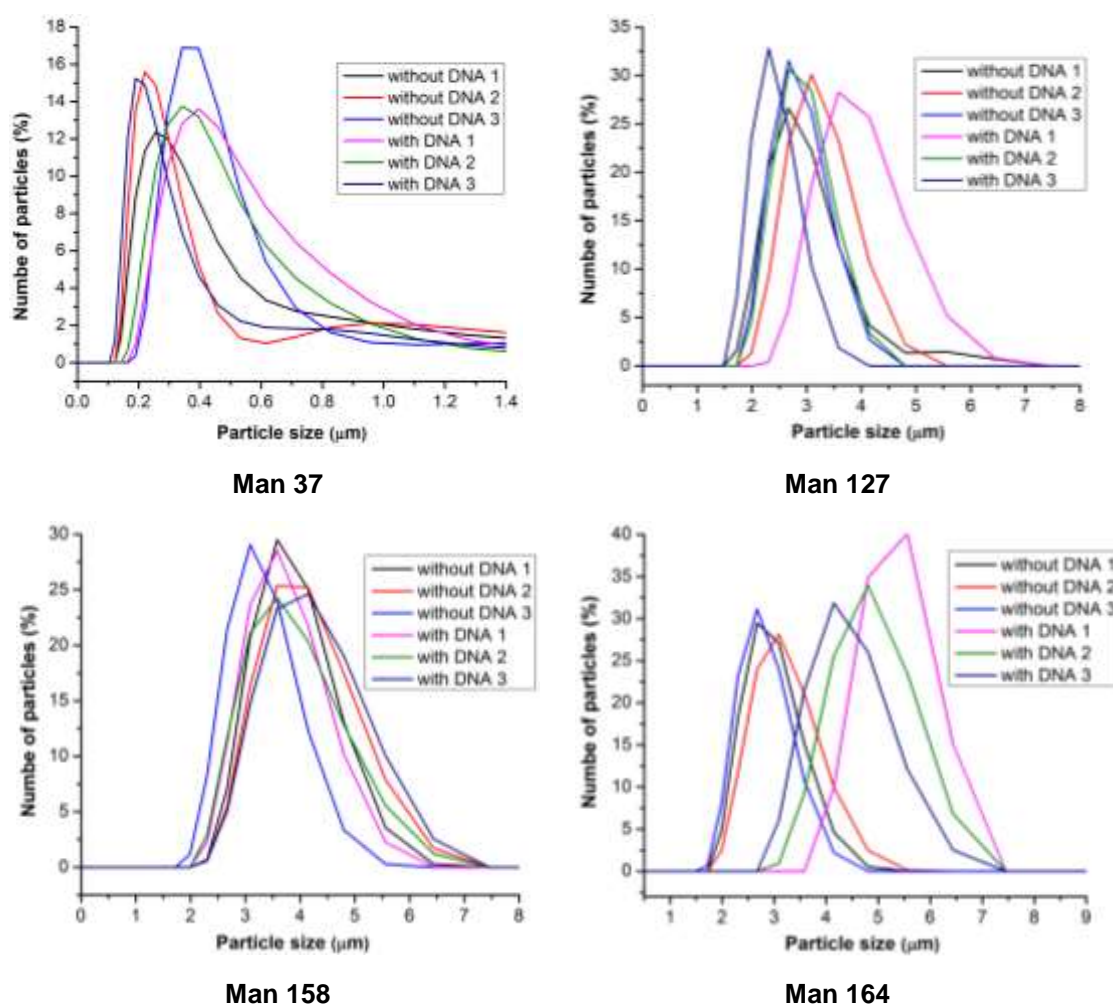 18
16
14
12
10
8
6
4
2
0
Numbe of particles (%)
without DNA 1
without DNA 2
without DNA 3
with DNA 1
with DNA 2
with DNA 3
0.0 0.2 0.4 0.6 0.8 1.0 1.2 1.4
Particle size (μm)
Man 37
35
30
25
20
15
10
5
0
Numbe of particles (%)
without DNA 1
without DNA 2
without DNA 3
with DNA 1
with DNA 2
with DNA 3
0 1 2 3 4 5 6 7 8
Particle size (μm)
Man 127
30
25
20
15
10
5
0
Numbe of particles (%)
without DNA 1
without DNA 2
without DNA 3
with DNA 1
with DNA 2
with DNA 3
0 1 2 3 4 5 6 7 8
Particle size (μm)
Man 158
40
35
30
25
20
15
10
5
0
Numbe of particles (%)
without DNA 1
without DNA 2
without DNA 3
with DNA 1
with DNA 2
with DNA 3
1 2 3 4 5 6 7 8 9
Particle size (μm)
Man 164